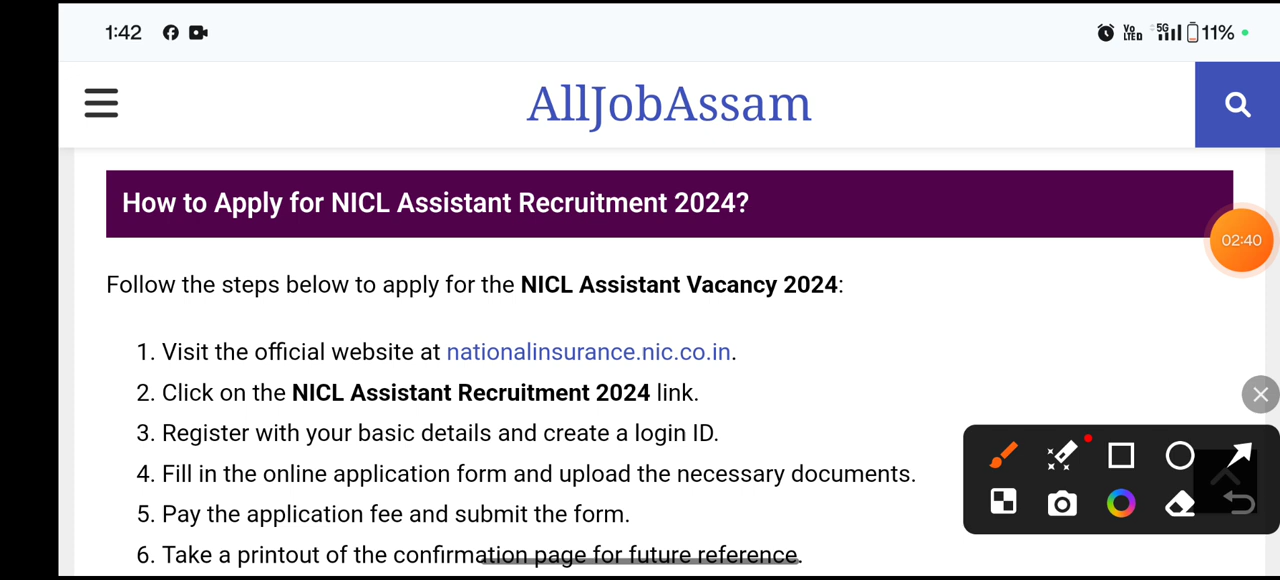 1:42
Vo LTED 5G 11%
AllJobAssam
How to Apply for NICL Assistant Recruitment 2024?
02:40
Follow the steps below to apply for the NICL Assistant Vacancy 2024:
1. Visit the official website at nationalinsurance.nic.co.in.
2. Click on the NICL Assistant Recruitment 2024 link.
3. Register with your basic details and create a login ID.
4. Fill in the online application form and upload the necessary documents.
5. Pay the application fee and submit the form.
6. Take a printout of the confirmation page for future reference.